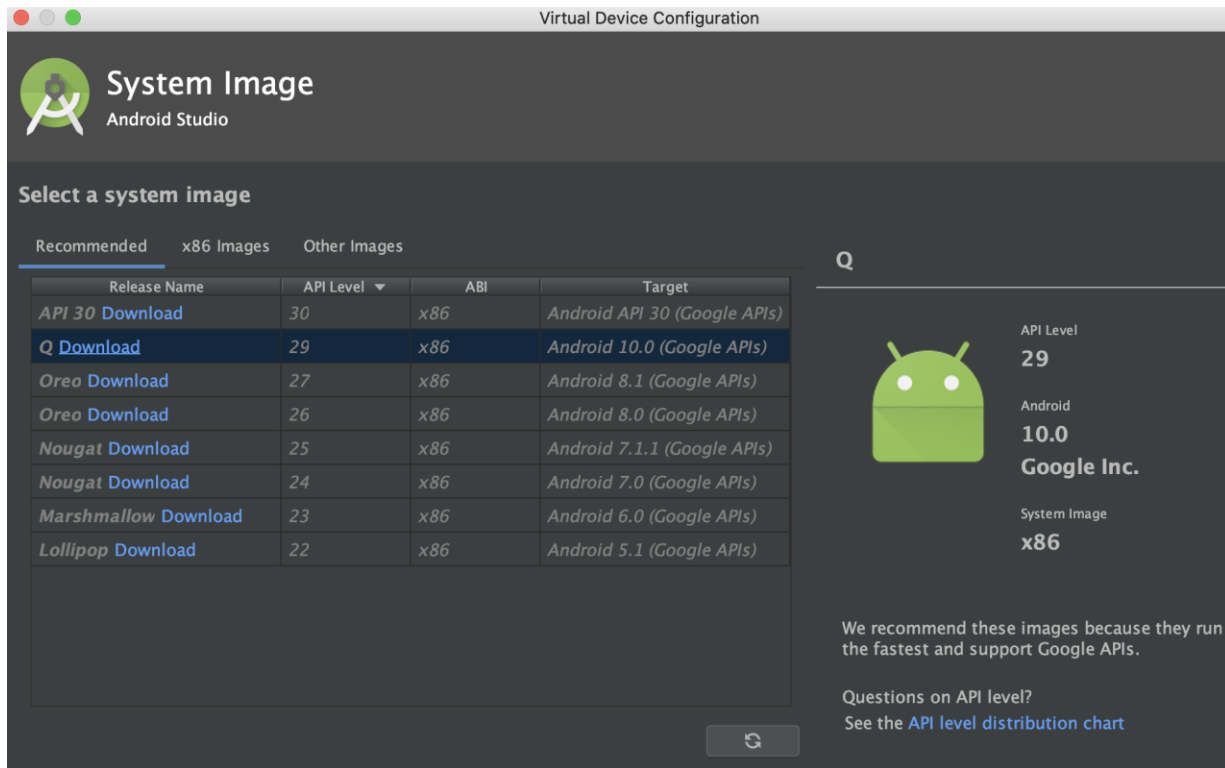 Virtual Device Configuration
System Image
Android Studio
Select a system image
Recommended x86 Images Other Images
Release Name API Level ABI Target
API 30 Download 30 x86 Android API 30 (Google APIs)
Q Download 29 x86 Android 10.0 (Google APIs)
Oreo Download 27 x86 Android 8.1 (Google APIs)
Oreo Download 26 x86 Android 8.0 (Google APIs)
Nougat Download 25 x86 Android 7.1.1 (Google APIs)
Nougat Download 24 x86 Android 7.0 (Google APIs)
Marshmallow Download 23 x86 Android 6.0 (Google APIs)
Lollipop Download 22 x86 Android 5.1 (Google APIs)
Q
API Level
29
Android
10.0
Google Inc.
System Image
x86
We recommend these images because they run
the fastest and support Google APIs.
Questions on API level?
See the API level distribution chart